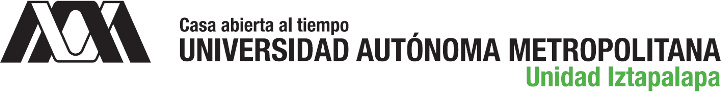 Casa abierta al tiempo
UNIVERSIDAD AUTÓNOMA METROPOLITANA
Unidad Iztapalapa